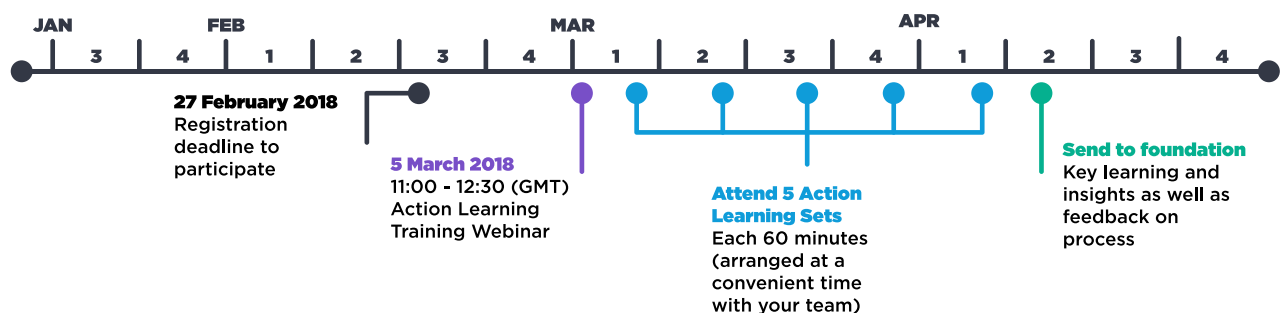 JAN FEB MAR APR
3 4 1 2 3 4 1 2 3 4 1 2 3 4
27 February 2018
Registration
deadline to
participate
5 March 2018
11:00 - 12:30 (GMT)
Action Learning
Training Webinar
Attend 5 Action
Learning Sets
Each 60 minutes
(arranged at a
convenient time
with your team)
Send to foundation
Key learning and
insights as well as
feedback on
process